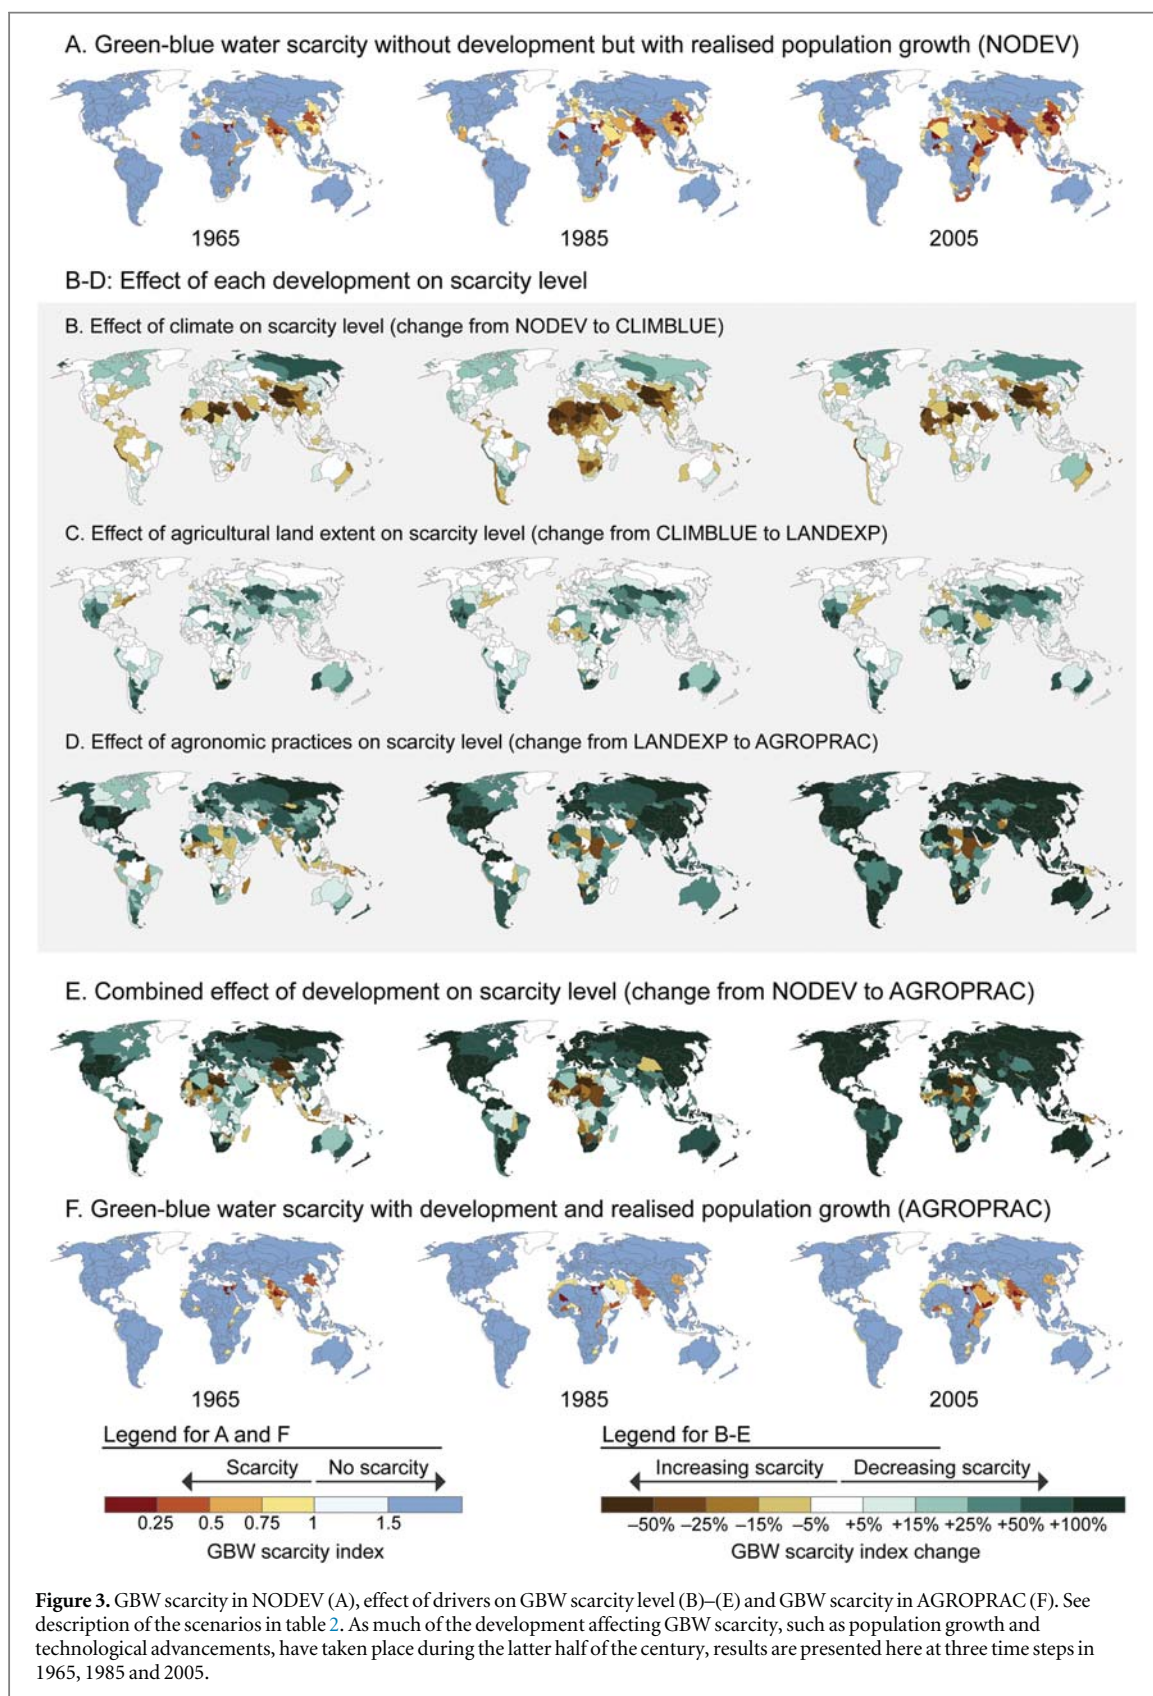 A. Green-blue water scarcity without development but with realised population growth (NODEV)
1965
1985
2005
B-D: Effect of each development on scarcity level
B. Effect of climate on scarcity level (change from NODEV to CLIMBLUE)
C. Effect of agricultural land extent on scarcity level (change from CLIMBLUE to LANDEXP)
D. Effect of agronomic practices on scarcity level (change from LANDEXP to AGROPRAC)
E. Combined effect of development on scarcity level (change from NODEV to AGROPRAC)
F. Green-blue water scarcity with development and realised population growth (AGROPRAC)
1965
1985
2005
Legend for A and F
Scarcity
No scarcity
0.25 0.5 0.75 1 1.5
GBW scarcity index
Legend for B-E
Increasing scarcity
Decreasing scarcity
–50% –25% –15% –5% +5% +15% +25% +50% +100%
GBW scarcity index change
Figure 3. GBW scarcity in NODEV (A), effect of drivers on GBW scarcity level (B)–(E) and GBW scarcity in AGROPRAC (F). See
description of the scenarios in table 2. As much of the development affecting GBW scarcity, such as population growth and
technological advancements, have taken place during the latter half of the century, results are presented here at three time steps in
1965, 1985 and 2005.